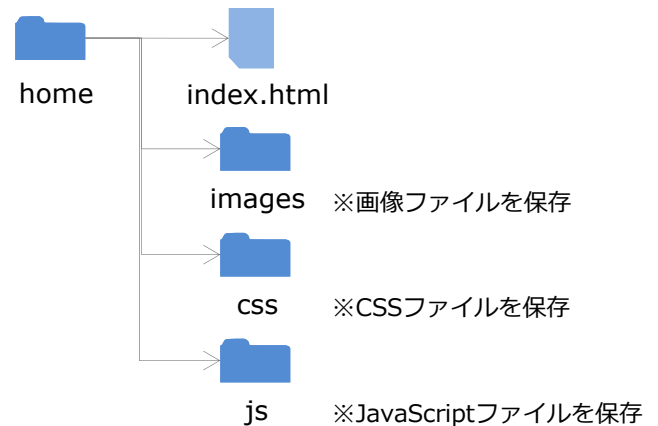 home
index.html
images ※画像ファイルを保存
css ※CSSファイルを保存
js ※JavaScriptファイルを保存